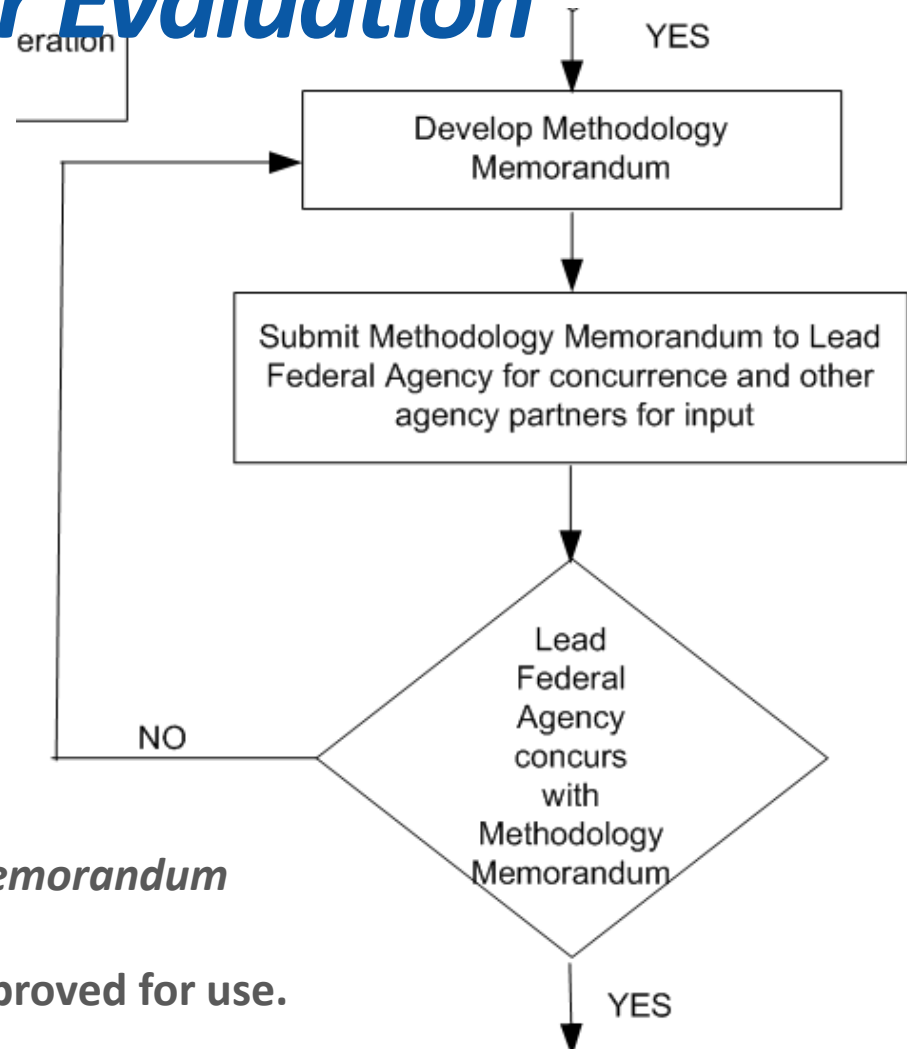 r Evaluation
eration
YES
Develop Methodology
Memorandum
Submit Methodology Memorandum to Lead
Federal Agency for concurrence and other
agency partners for input
Lead
Federal
Agency
concurs
with
Methodology
Memorandum
NO
emorandum
proved for use.
YES